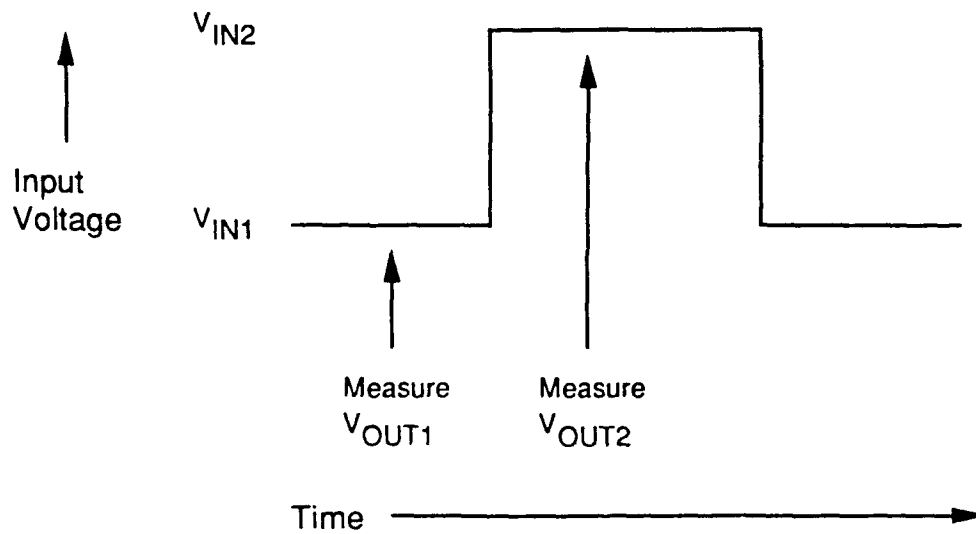 VIN2
Input
Voltage
VIN1
Measure
VOUT1
Measure
VOUT2
Time